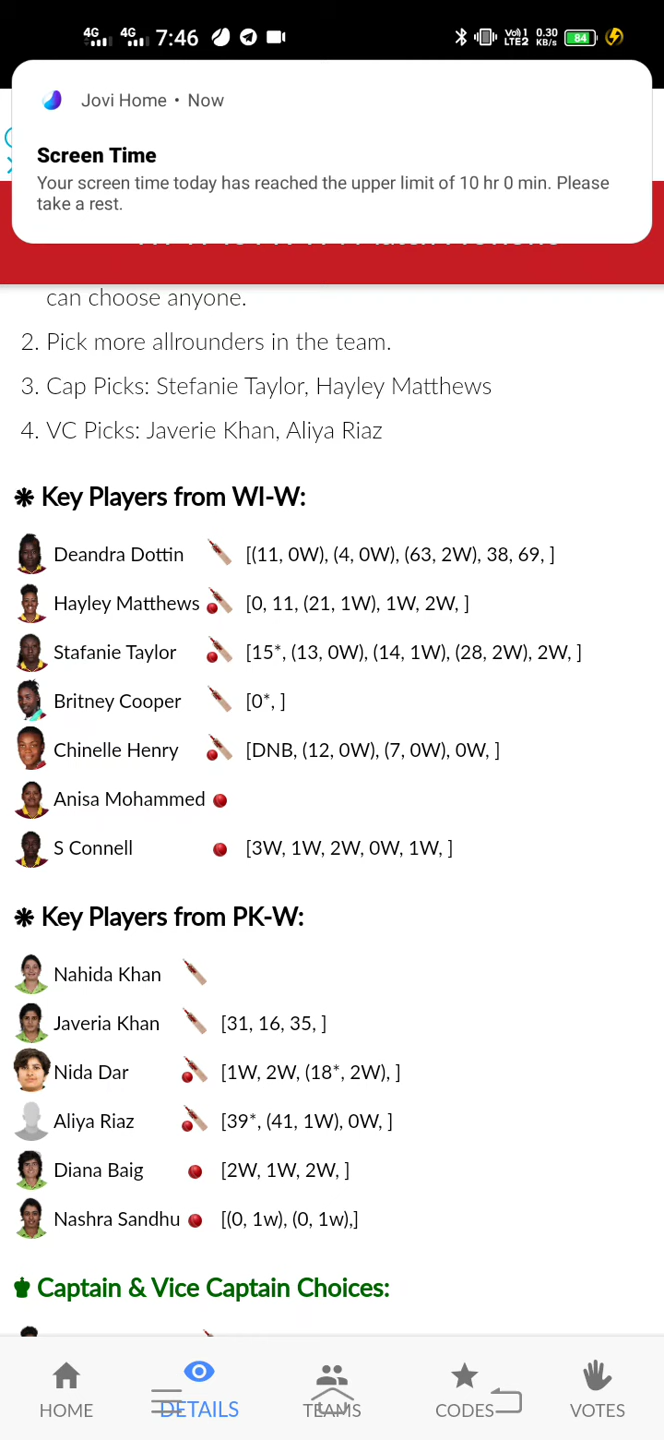 4G 4G 7:46 Vo) 1 LTE2 0.30 KB/s 84
Jovi Home • Now
Screen Time
Your screen time today has reached the upper limit of 10 hr 0 min. Please
take a rest.
can choose anyone.
2. Pick more allrounders in the team.
3. Cap Picks: Stefanie Taylor, Hayley Matthews
4. VC Picks: Javerie Khan, Aliya Riaz
❋ Key Players from WI-W:
Deandra Dottin [(11, 0W), (4, 0W), (63, 2W), 38, 69, ]
Hayley Matthews [0, 11, (21, 1W), 1W, 2W, ]
Stafanie Taylor [15*, (13, 0W), (14, 1W), (28, 2W), 2W, ]
Britney Cooper [0*, ]
Chinelle Henry [DNB, (12, 0W), (7, 0W), 0W, ]
Anisa Mohammed
S Connell [3W, 1W, 2W, 0W, 1W, ]
❋ Key Players from PK-W:
Nahida Khan
Javeria Khan [31, 16, 35, ]
Nida Dar [1W, 2W, (18*, 2W), ]
Aliya Riaz [39*, (41, 1W), 0W, ]
Diana Baig [2W, 1W, 2W, ]
Nashra Sandhu [(0, 1w), (0, 1w),]
Captain & Vice Captain Choices:
HOME DETAILS TEAMS CODES VOTES